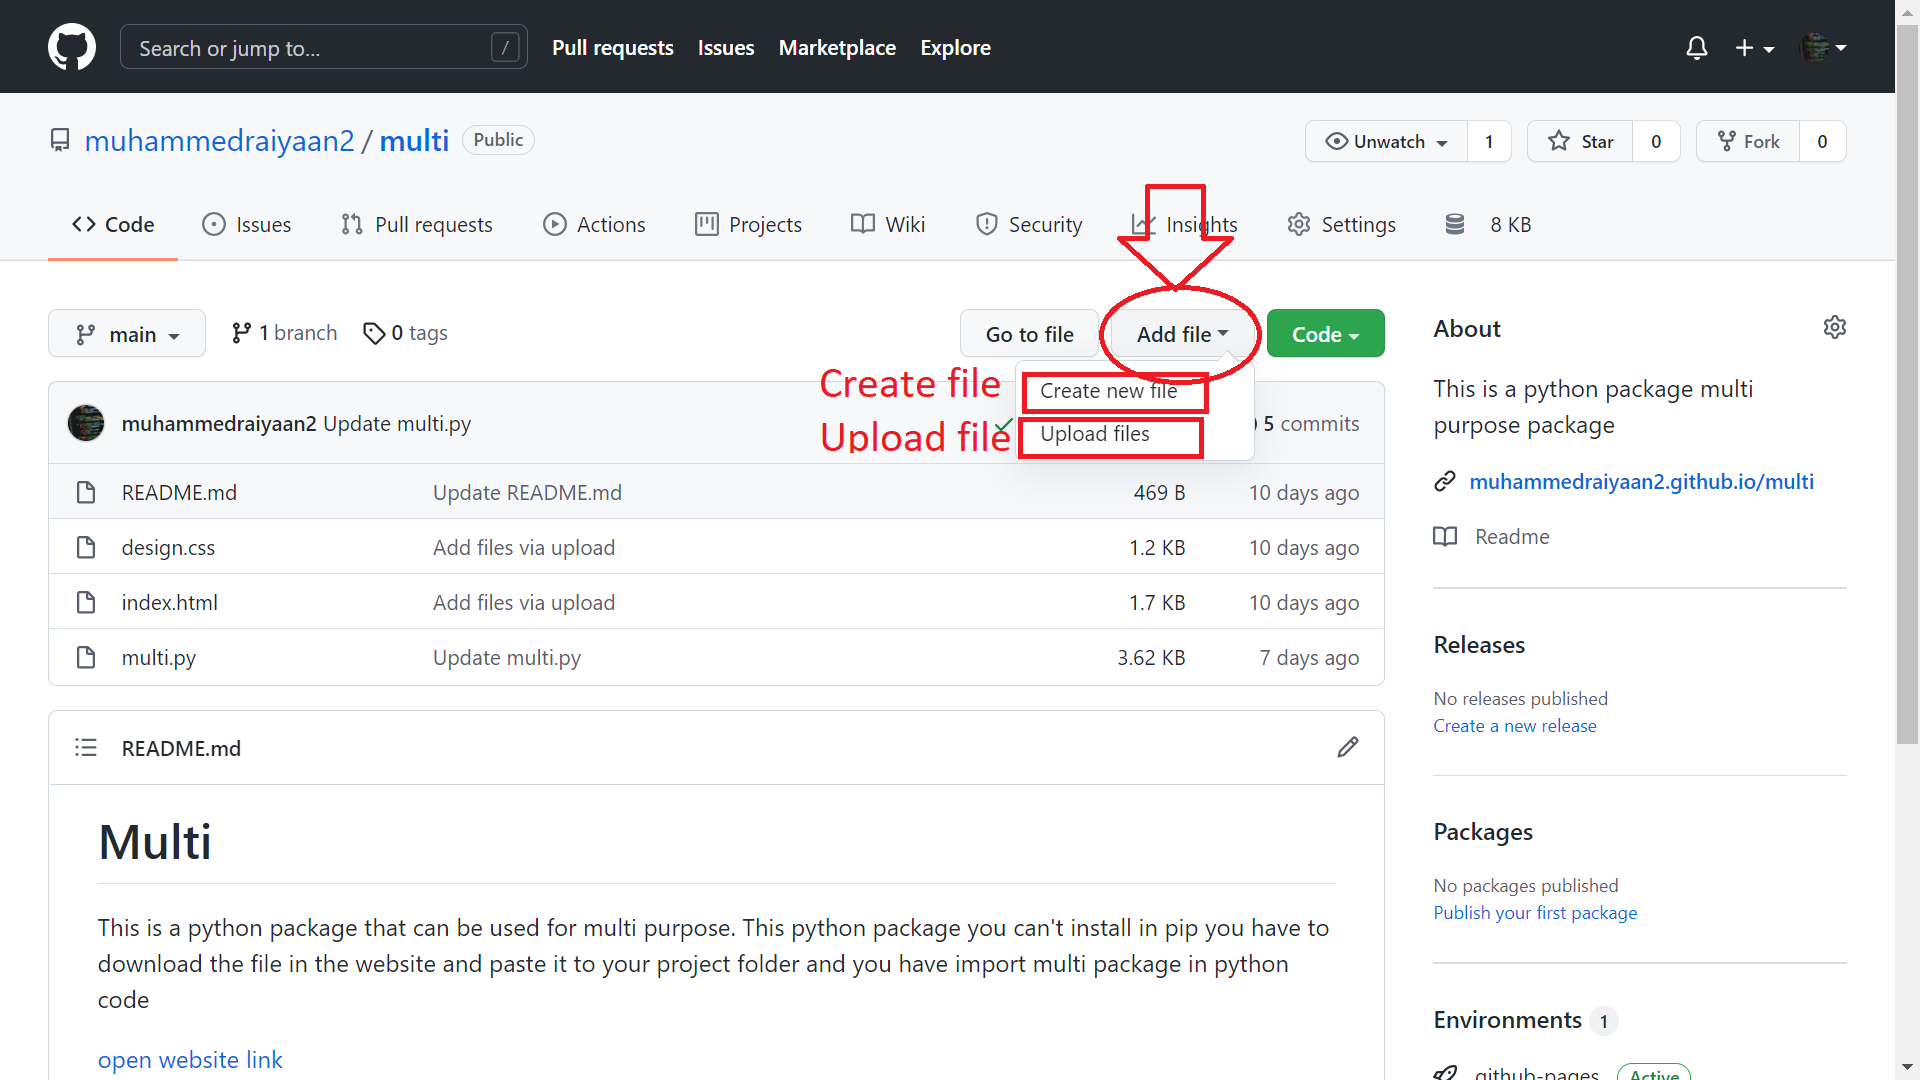 Search or jump to... /
Pull requests
Issues
Marketplace
Explore
muhammedraiyaan2 / multi
Public
Unwatch 1
Star 0
Fork 0
Code
Issues
Pull requests
Actions
Projects
Wiki
Security
Insights
Settings
8 KB
main
1 branch
0 tags
Go to file
Add file
Code
Create file
Create new file
Upload file
Upload files
muhammedraiyaan2 Update multi.py
5 commits
README.md Update README.md 469 B 10 days ago
design.css Add files via upload 1.2 KB 10 days ago
index.html Add files via upload 1.7 KB 10 days ago
multi.py Update multi.py 3.62 KB 7 days ago
README.md
Multi
This is a python package that can be used for multi purpose. This python package you can't install in pip you have to
download the file in the website and paste it to your project folder and you have import multi package in python
code
open website link
About
This is a python package multi
purpose package
muhammedraiyaan2.github.io/multi
Readme
Releases
No releases published
Create a new release
Packages
No packages published
Publish your first package
Environments 1
github-pages Active